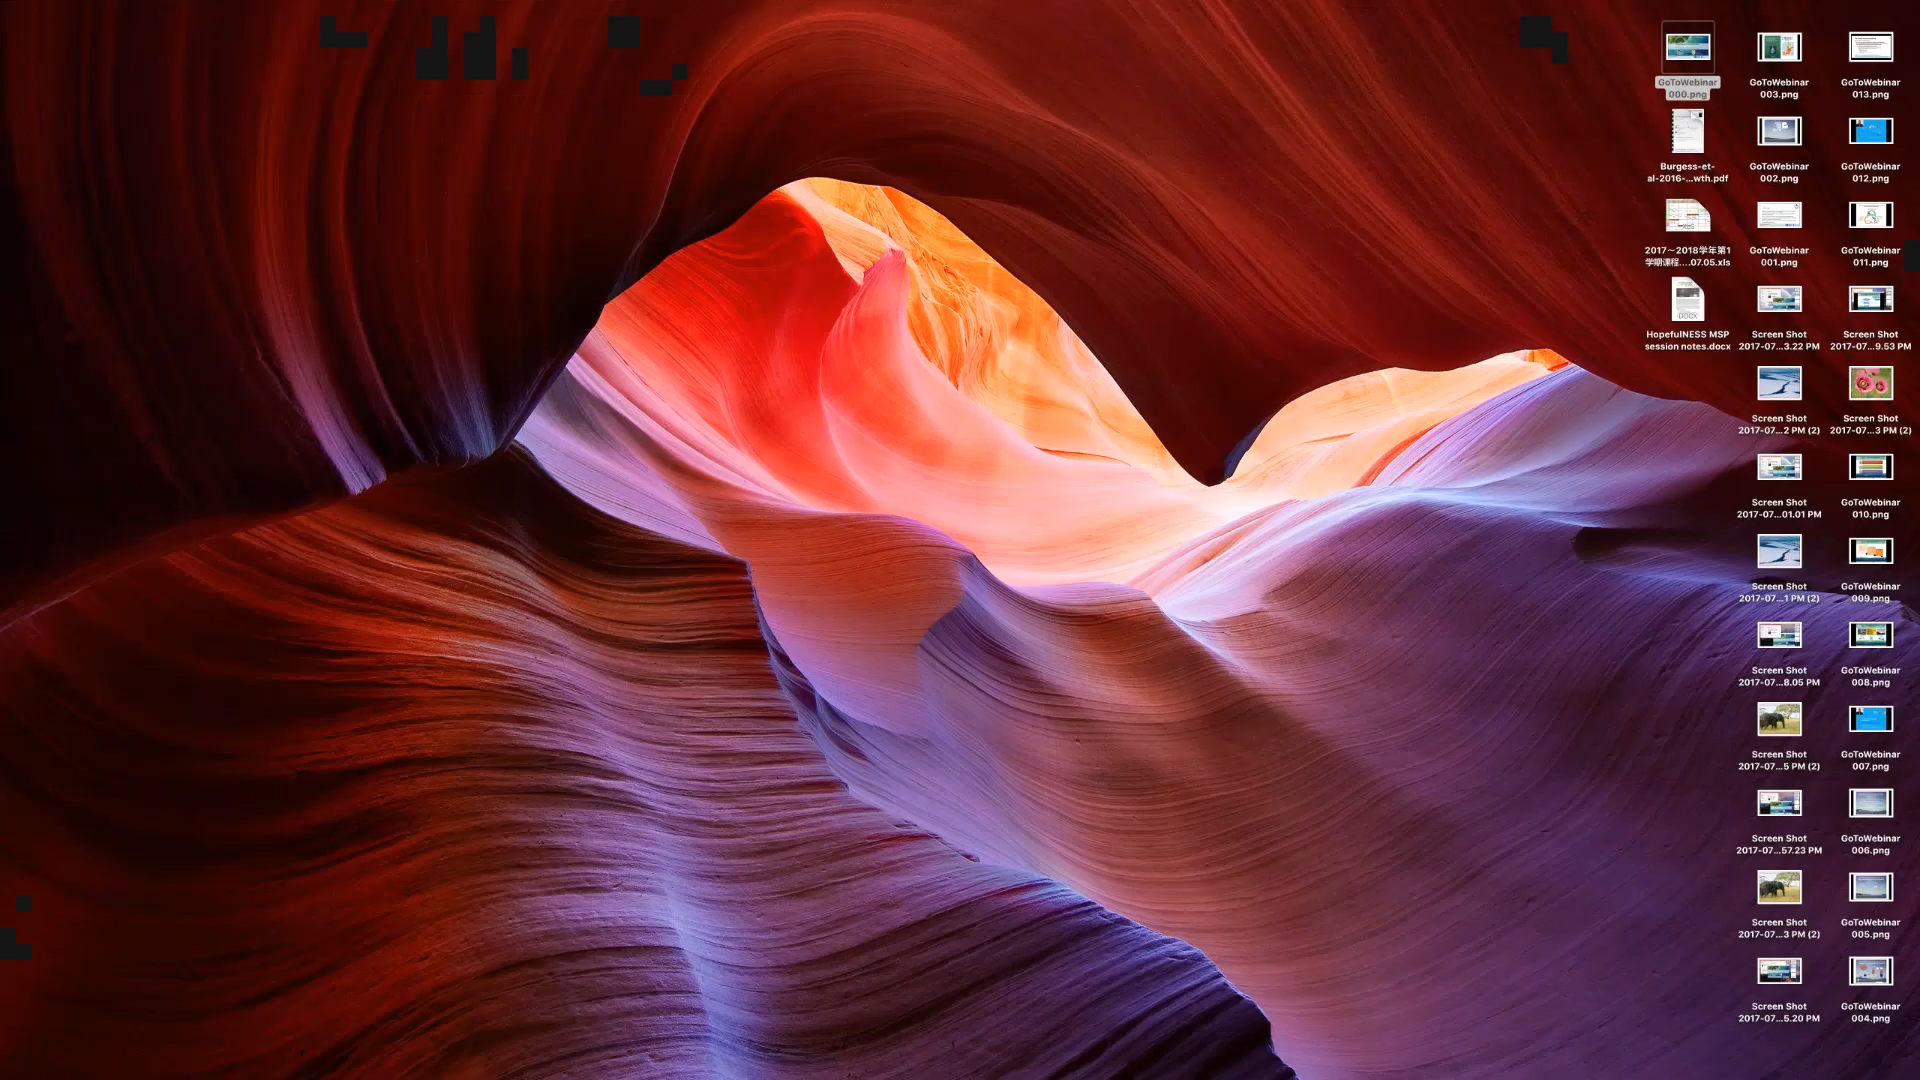 GoToWebinar
000.png
GoToWebinar
003.png
GoToWebinar
013.png
Burgess-et-
al-2016-...wth.pdf
GoToWebinar
002.png
GoToWebinar
012.png
2017～2018学年第1
学期课程....07.05.xls
GoToWebinar
001.png
GoToWebinar
011.png
HopefulNESS MSP
session notes.docx
Screen Shot
2017-07...3.22 PM
Screen Shot
2017-07...9.53 PM
Screen Shot
2017-07...2 PM (2)
Screen Shot
2017-07...3 PM (2)
Screen Shot
2017-07...01.01 PM
GoToWebinar
010.png
Screen Shot
2017-07...1 PM (2)
GoToWebinar
009.png
Screen Shot
2017-07...8.05 PM
GoToWebinar
008.png
Screen Shot
2017-07...5 PM (2)
GoToWebinar
007.png
Screen Shot
2017-07...57.23 PM
GoToWebinar
006.png
Screen Shot
2017-07...3 PM (2)
GoToWebinar
005.png
Screen Shot
2017-07...5.20 PM
GoToWebinar
004.png